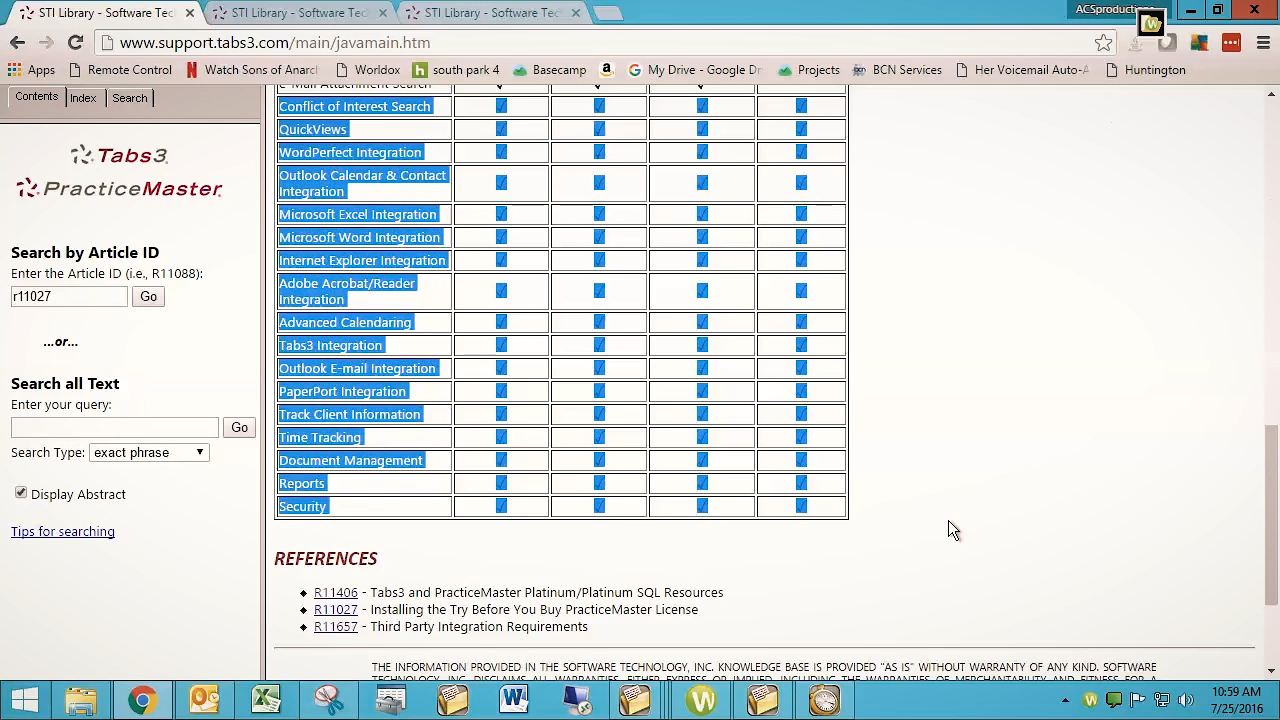 STI Library - Software Tec
STI Library - Software Tec
STI Library - Software Tec
ACSproductions
www.support.tabs3.com/main/javamain.htm
Apps
Remote Control
Watch Sons of Anarch
Worldox
south park 4
Basecamp
My Drive - Google Dr
Projects
BCN Services
Her Voicemail Auto-A
Huntington
Contents
Index
Search
Tabs3
PracticeMaster
Search by Article ID
Enter the Article ID (i.e., R11088):
r11027
Go
...or...
Search all Text
Enter your query:
Go
Search Type: exact phrase
Display Abstract
Tips for searching
e-Mail Attachment Search
Conflict of Interest Search
QuickViews
WordPerfect Integration
Outlook Calendar & Contact
Integration
Microsoft Excel Integration
Microsoft Word Integration
Internet Explorer Integration
Adobe Acrobat/Reader
Integration
Advanced Calendaring
Tabs3 Integration
Outlook E-mail Integration
PaperPort Integration
Track Client Information
Time Tracking
Document Management
Reports
Security
REFERENCES
R11406 - Tabs3 and PracticeMaster Platinum/Platinum SQL Resources
R11027 - Installing the Try Before You Buy PracticeMaster License
R11657 - Third Party Integration Requirements
THE INFORMATION PROVIDED IN THE SOFTWARE TECHNOLOGY, INC. KNOWLEDGE BASE IS PROVIDED "AS IS" WITHOUT WARRANTY OF ANY KIND. SOFTWARE
10:59 AM
7/25/2016